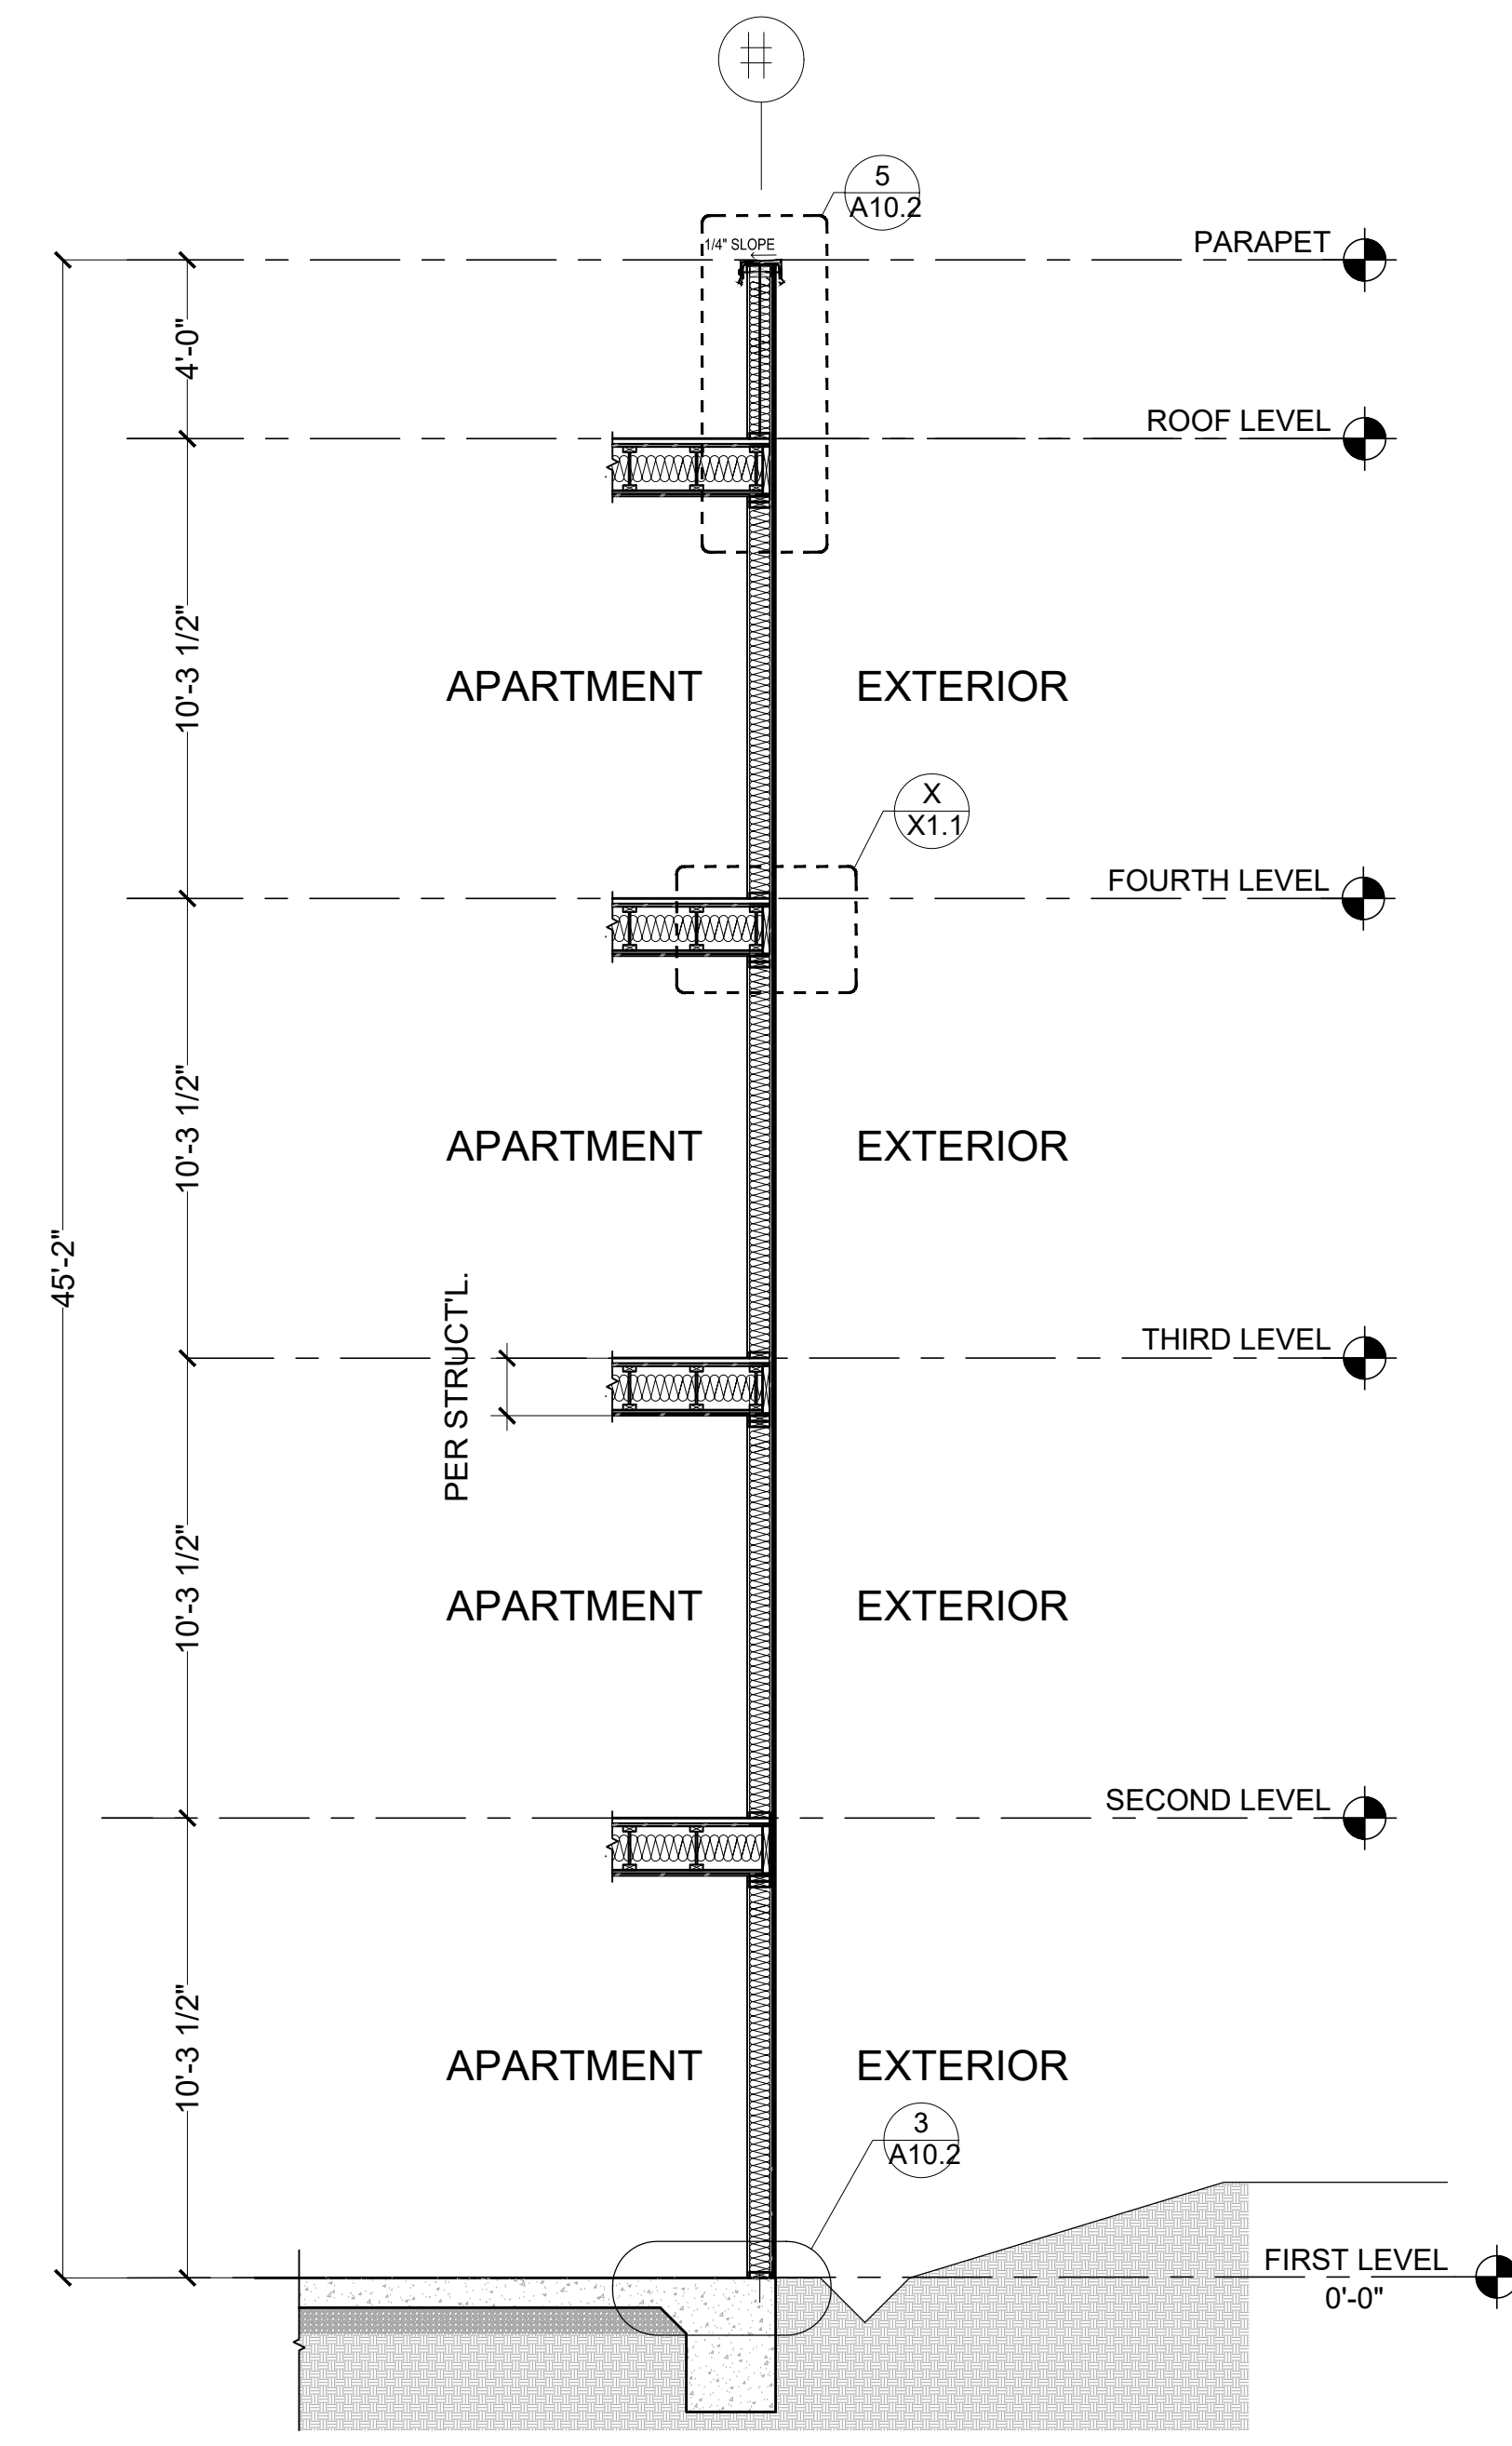 #
5
A10.2
1/4" SLOPE
PARAPET
4'-0"
ROOF LEVEL
10'-3 1/2"
APARTMENT EXTERIOR
X
X1.1
FOURTH LEVEL
10'-3 1/2"
APARTMENT EXTERIOR
45'-2"
PER STRUCT'L.
THIRD LEVEL
10'-3 1/2"
APARTMENT EXTERIOR
SECOND LEVEL
10'-3 1/2"
APARTMENT EXTERIOR
3
A10.2
FIRST LEVEL
0'-0"